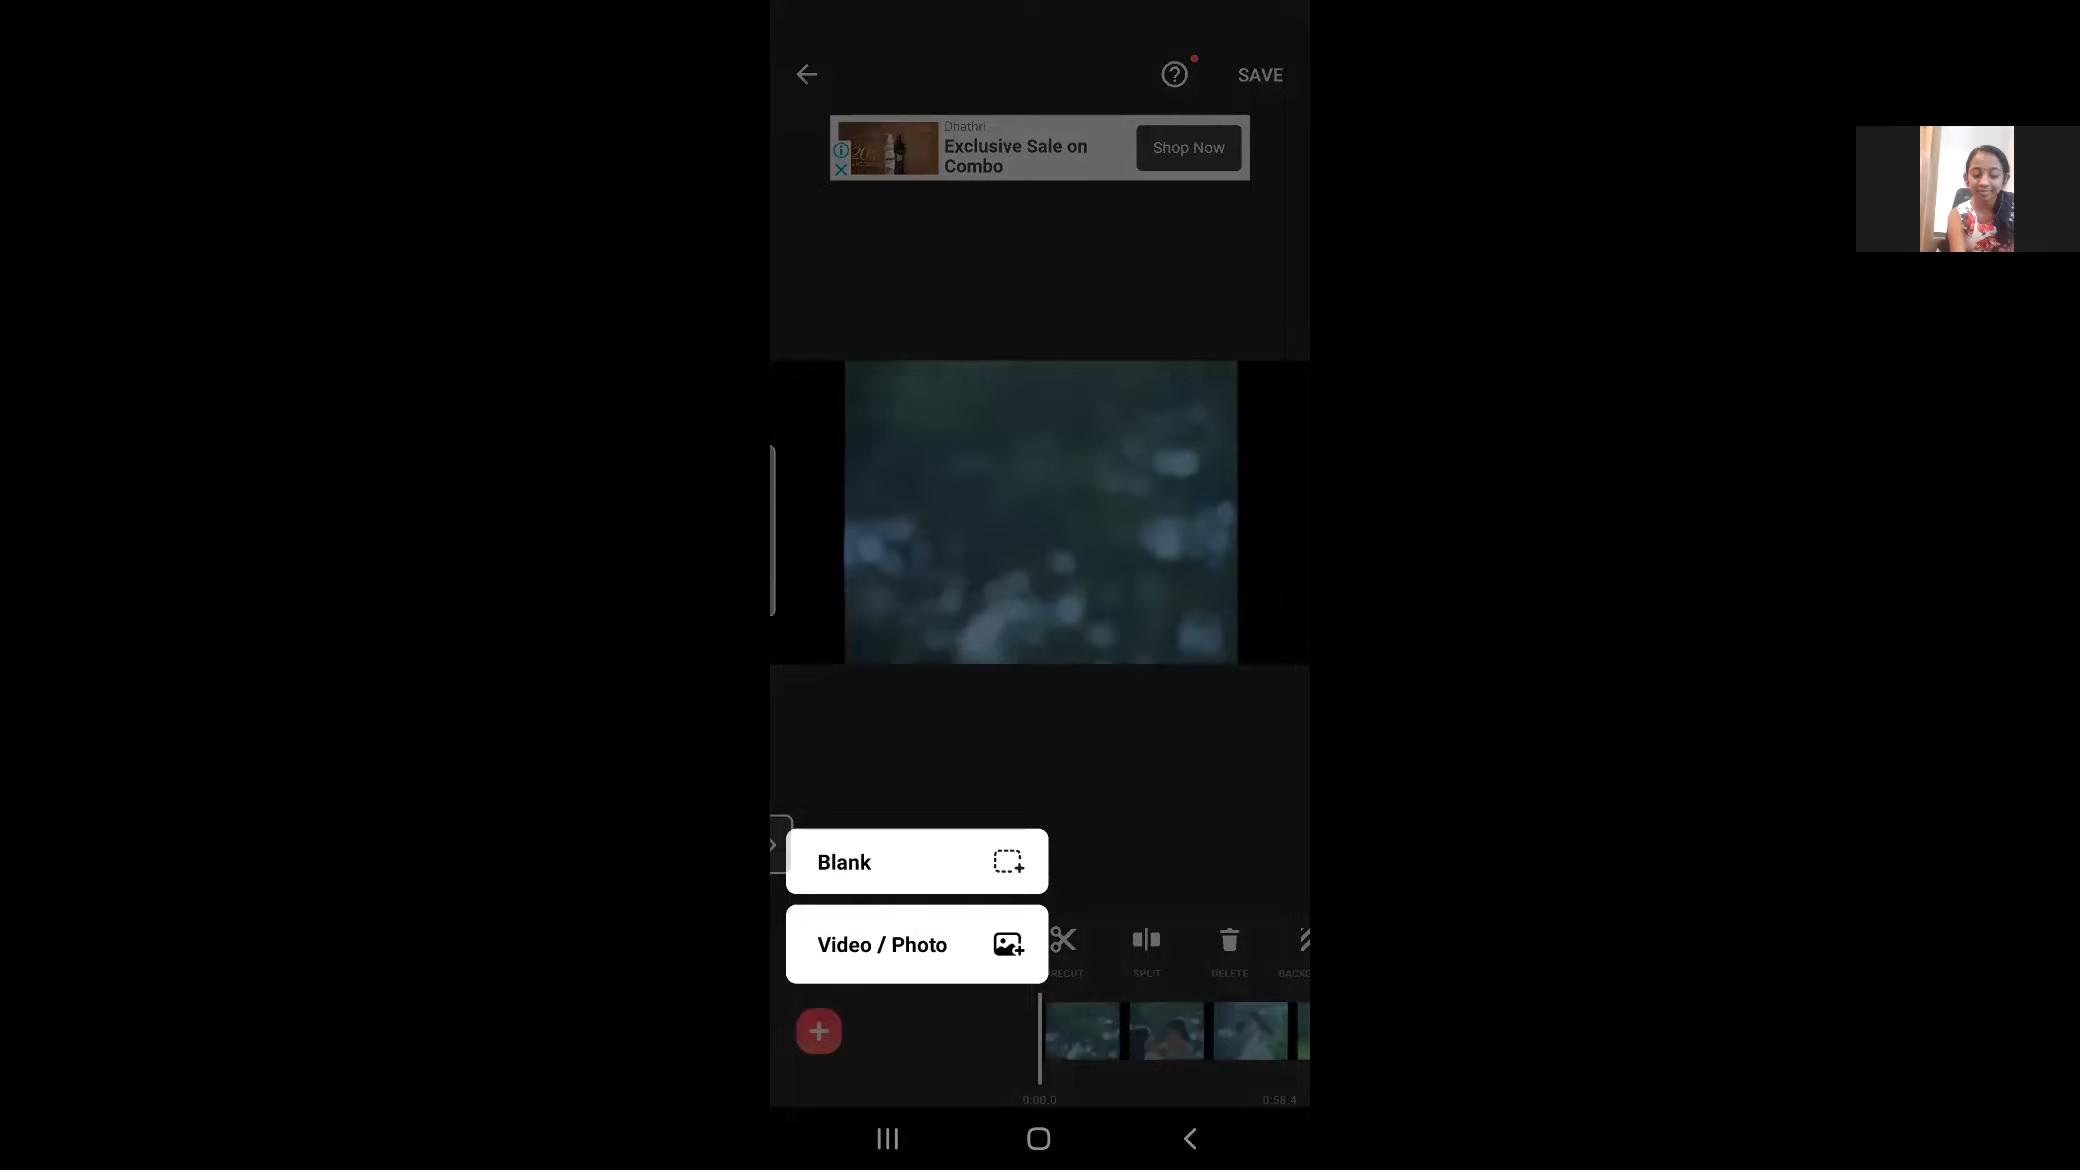 SAVE
Dhathri
Exclusive Sale on
Combo
Shop Now
Blank
Video / Photo
RECUT
SPLIT
DELETE
BACKG
0:00.0
0:58.4